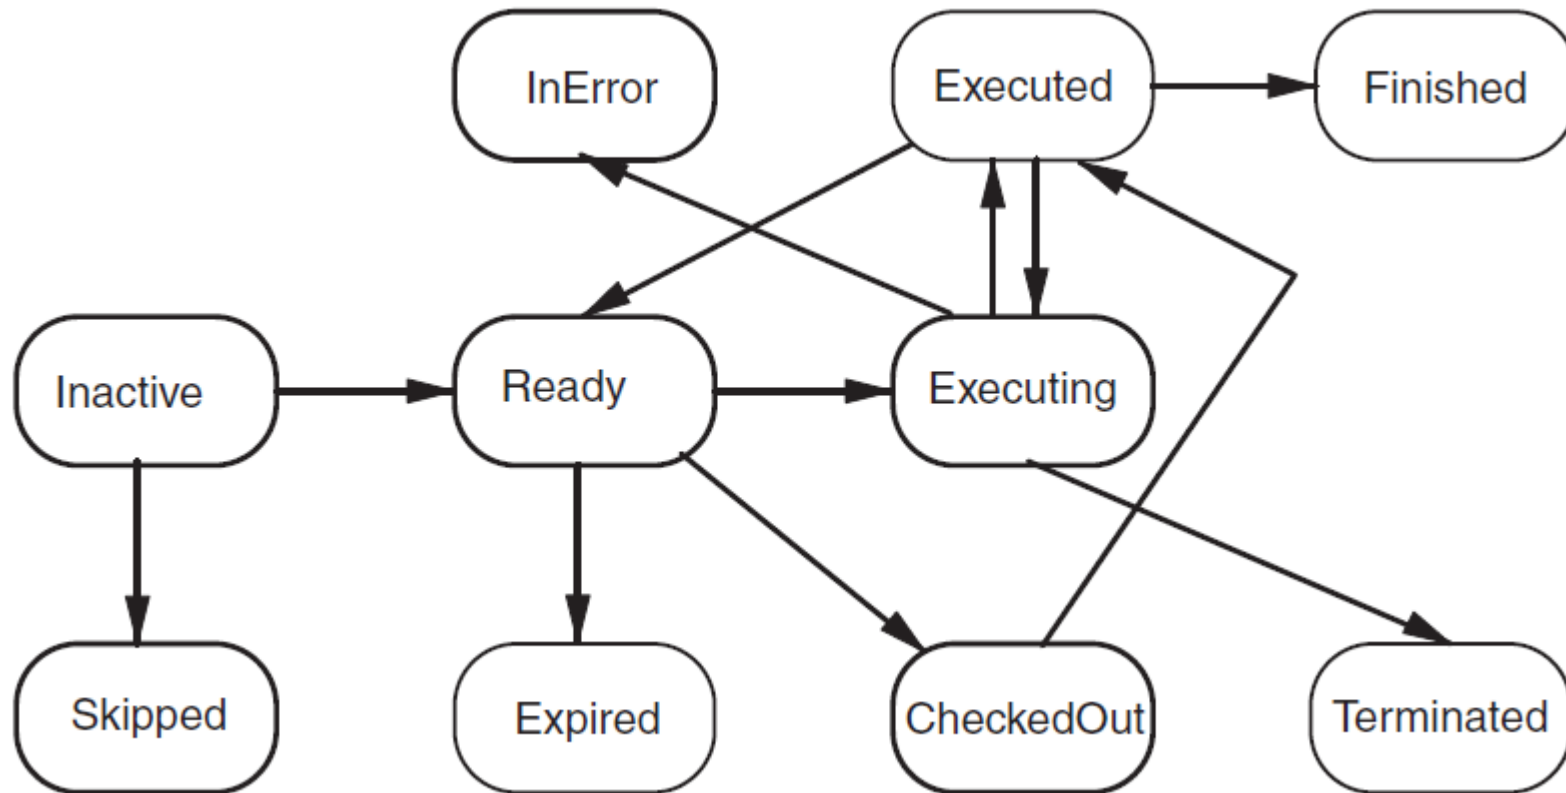 InError
Executed
Finished
Inactive
Ready
Executing
Skipped
Expired
CheckedOut
Terminated